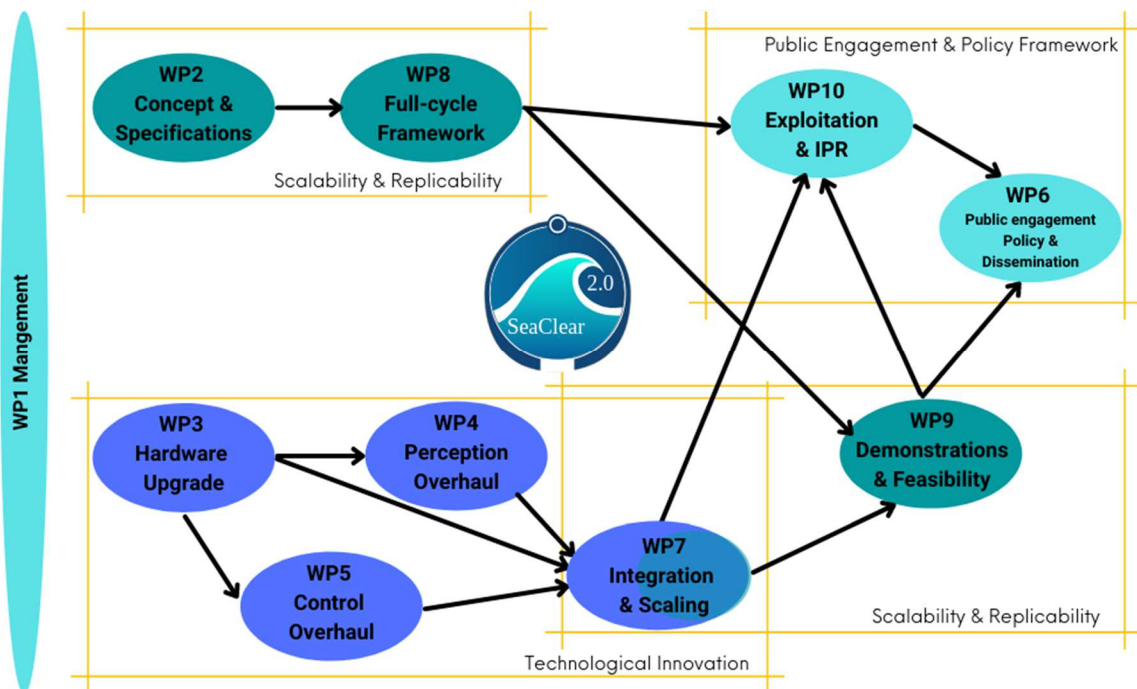 WP1 Mangement
WP2
Concept &
Specifications
WP8
Full-cycle
Framework
Scalability & Replicability
Public Engagement & Policy Framework
WP10
Exploitation
& IPR
WP6
Public engagement
Policy &
Dissemination
2.0
SeaClear
WP3
Hardware
Upgrade
WP4
Perception
Overhaul
WP5
Control
Overhaul
WP7
Integration
& Scaling
WP9
Demonstrations
& Feasibility
Scalability & Replicability
Technological Innovation